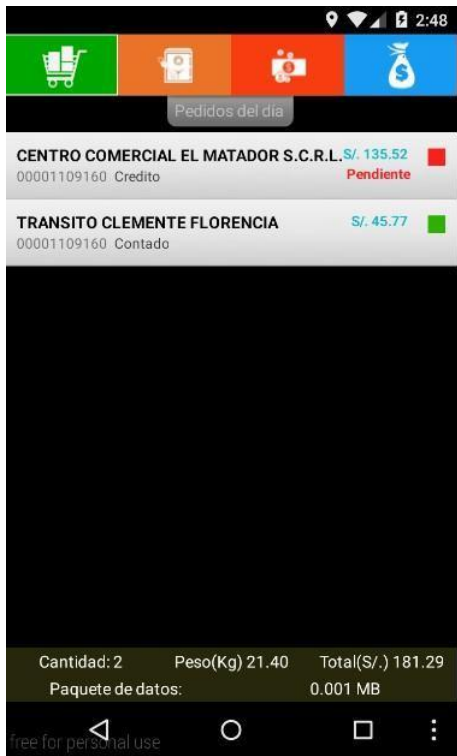 2:48
Pedidos del día
CENTRO COMERCIAL EL MATADOR S.C.R.L. S/. 135.52
00001109160 Credito Pendiente
TRANSITO CLEMENTE FLORENCIA S/. 45.77
00001109160 Contado
Cantidad: 2 Peso(Kg) 21.40 Total(S/.) 181.29
Paquete de datos: 0.001 MB
free for personal use